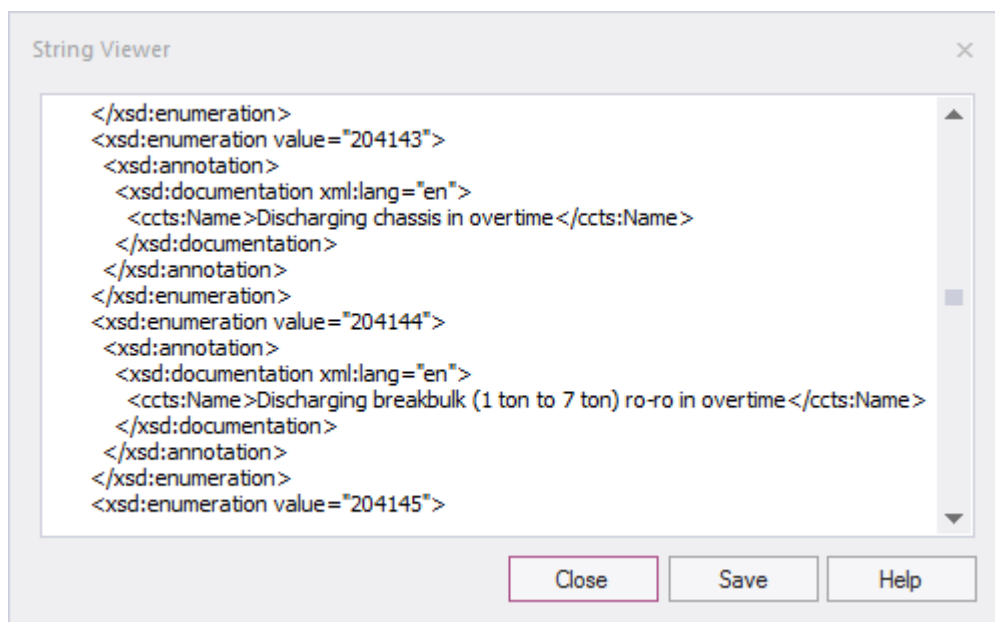 String Viewer
</xsd:enumeration>
<xsd:enumeration value="204143">
<xsd:annotation>
<xsd:documentation xml:lang="en">
<ccts:Name>Discharging chassis in overtime</ccts:Name>
</xsd:documentation>
</xsd:annotation>
</xsd:enumeration>
<xsd:enumeration value="204144">
<xsd:annotation>
<xsd:documentation xml:lang="en">
<ccts:Name>Discharging breakbulk (1 ton to 7 ton) ro-ro in overtime</ccts:Name>
</xsd:documentation>
</xsd:annotation>
</xsd:enumeration>
<xsd:enumeration value="204145">
Close Save Help